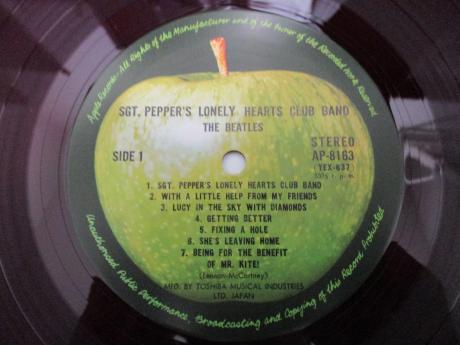 Apple Records · All Rights of the Manufacturer and of the Owner of the Recorded Work Reserved
SGT. PEPPER'S LONELY HEARTS CLUB BAND
THE BEATLES
SIDE 1
STEREO
AP-8163
(YEX-637)
33⅓ r. p. m.
1. SGT. PEPPER'S LONELY HEARTS CLUB BAND
2. WITH A LITTLE HELP FROM MY FRIENDS
3. LUCY IN THE SKY WITH DIAMONDS
4. GETTING BETTER
5. FIXING A HOLE
6. SHE'S LEAVING HOME
7. BEING FOR THE BENEFIT
OF MR. KITE!
(Lennon-McCartney)
MFG. BY TOSHIBA MUSICAL INDUSTRIES
LTD. JAPAN
Unauthorized Public Performance, Broadcasting and Copying of this Record Prohibited